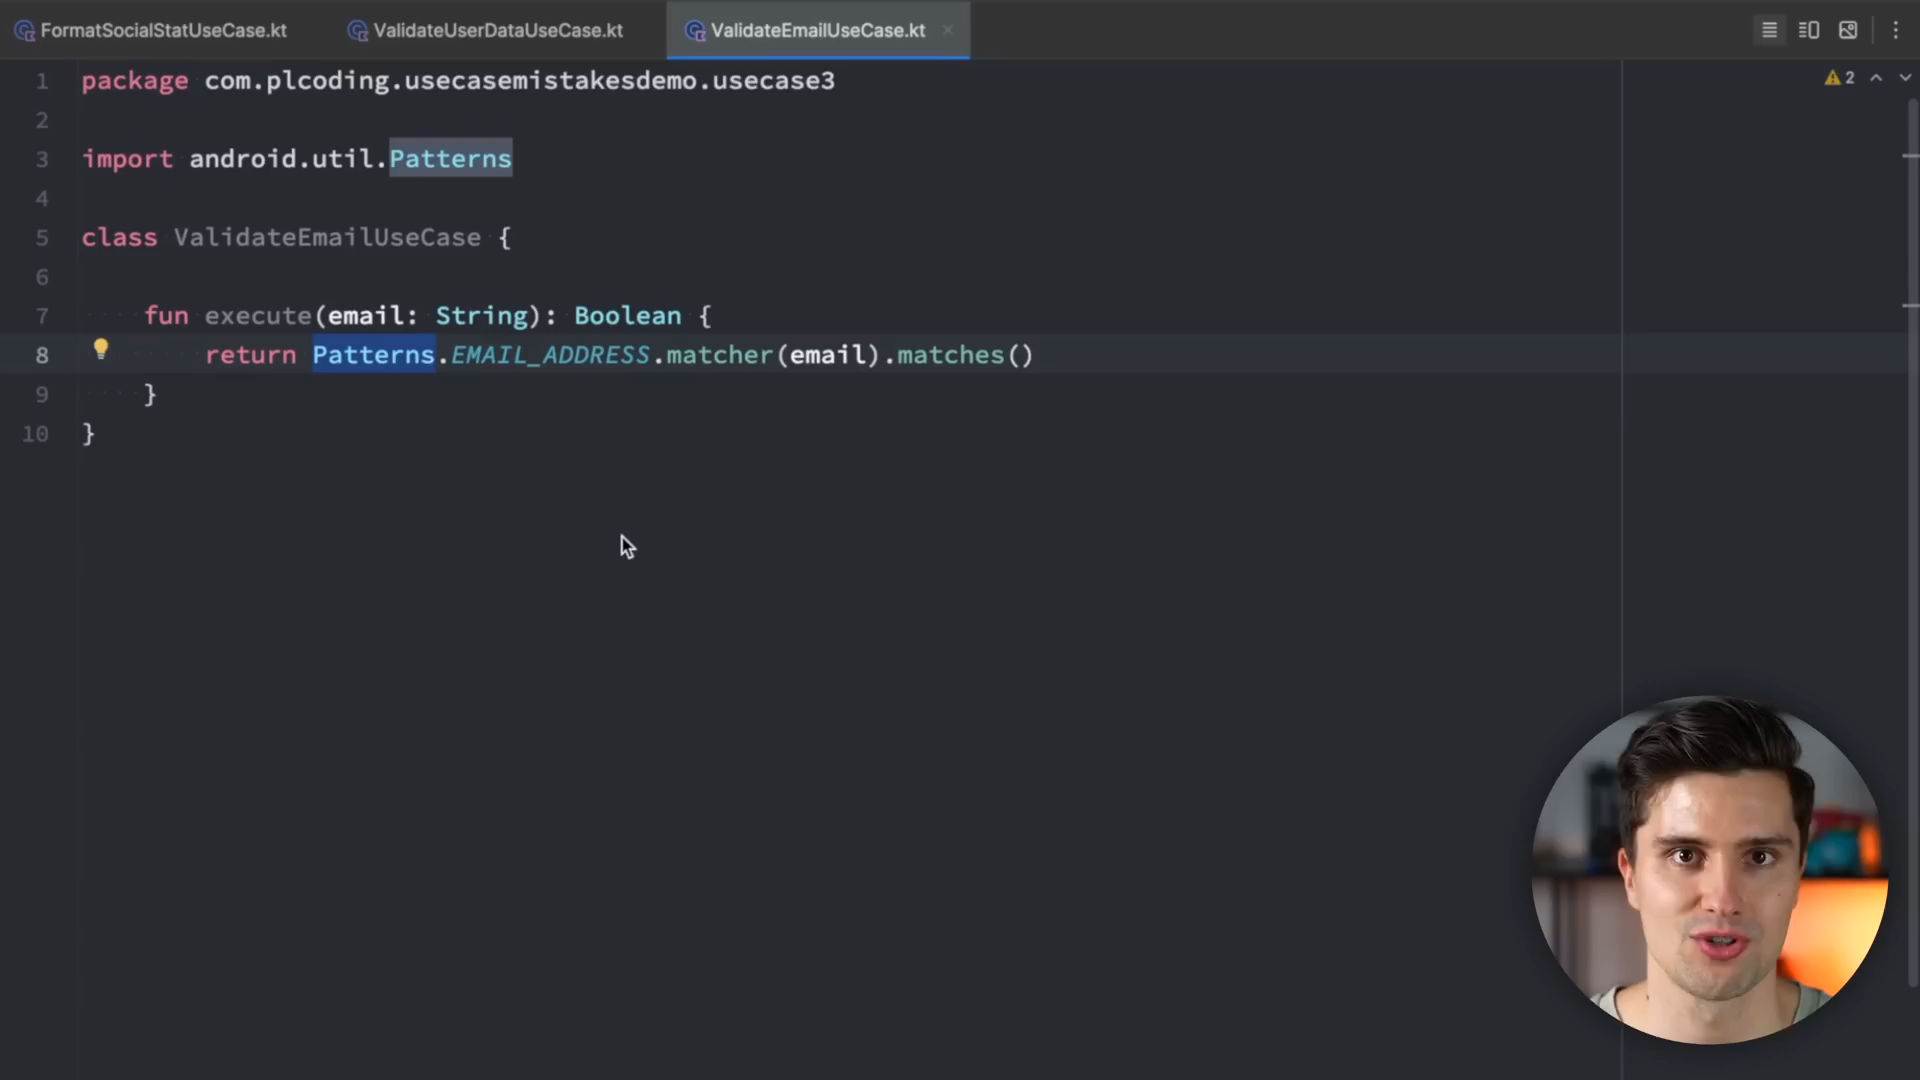 FormatSocialStatUseCase.kt ValidateUserDataUseCase.kt ValidateEmailUseCase.kt
2
1 package com.plcoding.usecasemistakesdemo.usecase3
2
3 import android.util.Patterns
4
5 class ValidateEmailUseCase {
6
7 fun execute(email: String): Boolean {
8 return Patterns.EMAIL_ADDRESS.matcher(email).matches()
9 }
10 }